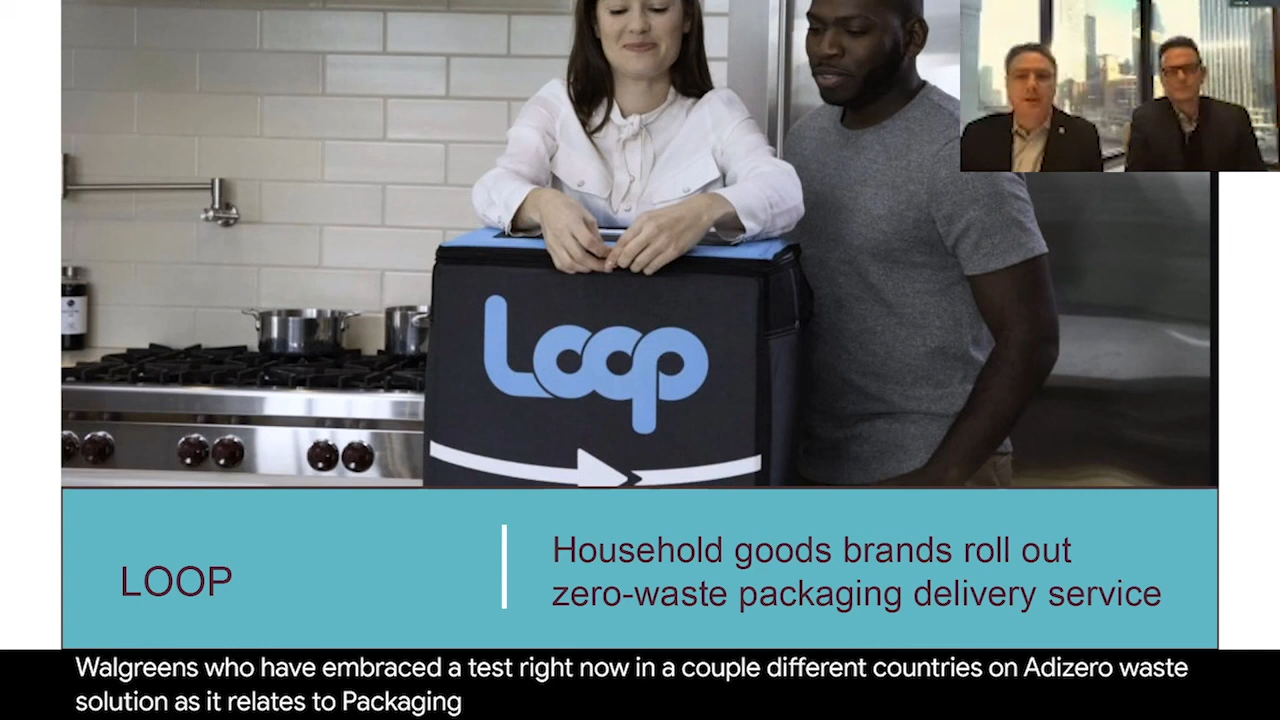 Loop
LOOP
Household goods brands roll out
zero-waste packaging delivery service
Walgreens who have embraced a test right now in a couple different countries on Adizero waste
solution as it relates to Packaging